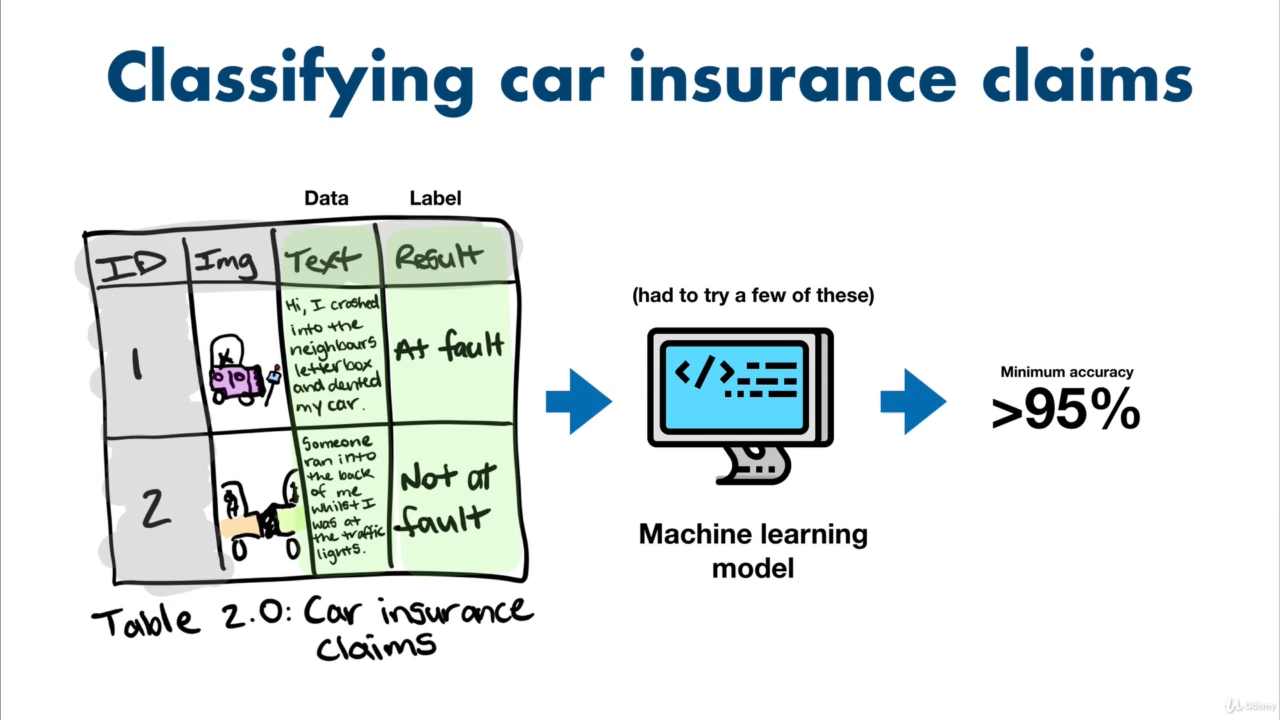 Classifying car insurance claims
Data
Label
ID
Img
Text
Result
1
Hi, I crashed
into the
neighbours
letterbox
and dented
my car.
At fault
2
Someone
ran into
the back
of me
whilst I
was at
the traffic
lights.
Not at
fault
Table 2.0: Car insurance
claims
(had to try a few of these)
</>
Machine learning
model
Minimum accuracy
>95%
Udemy